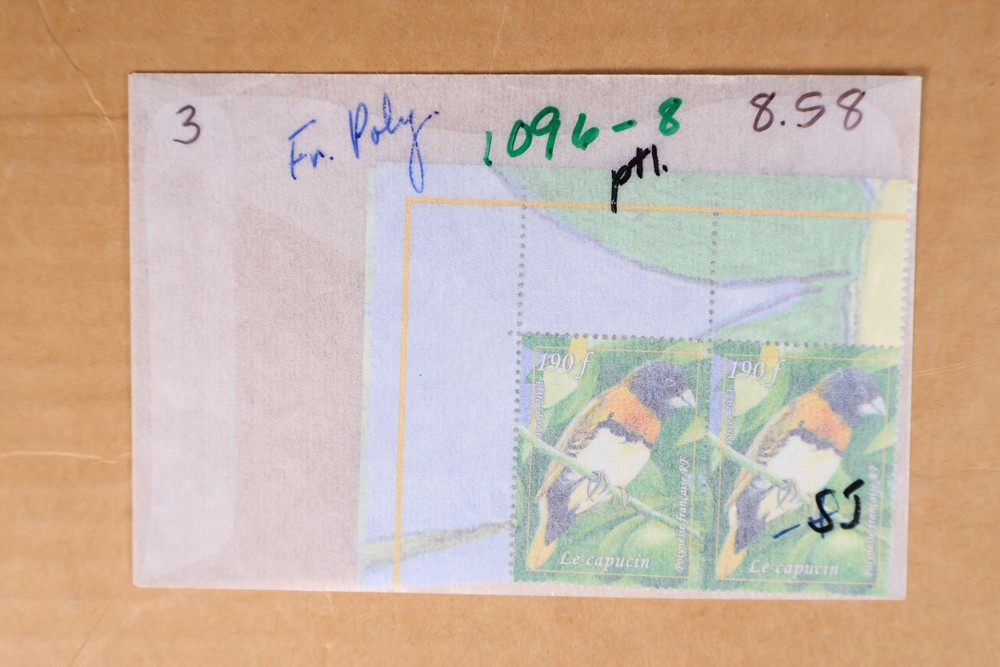 3 Fr. Poly. 1096-8 8.58
ptl.
190 f 190 f
Polynésie française RF Polynésie française RF
-SJ
Le capucin Le capucin